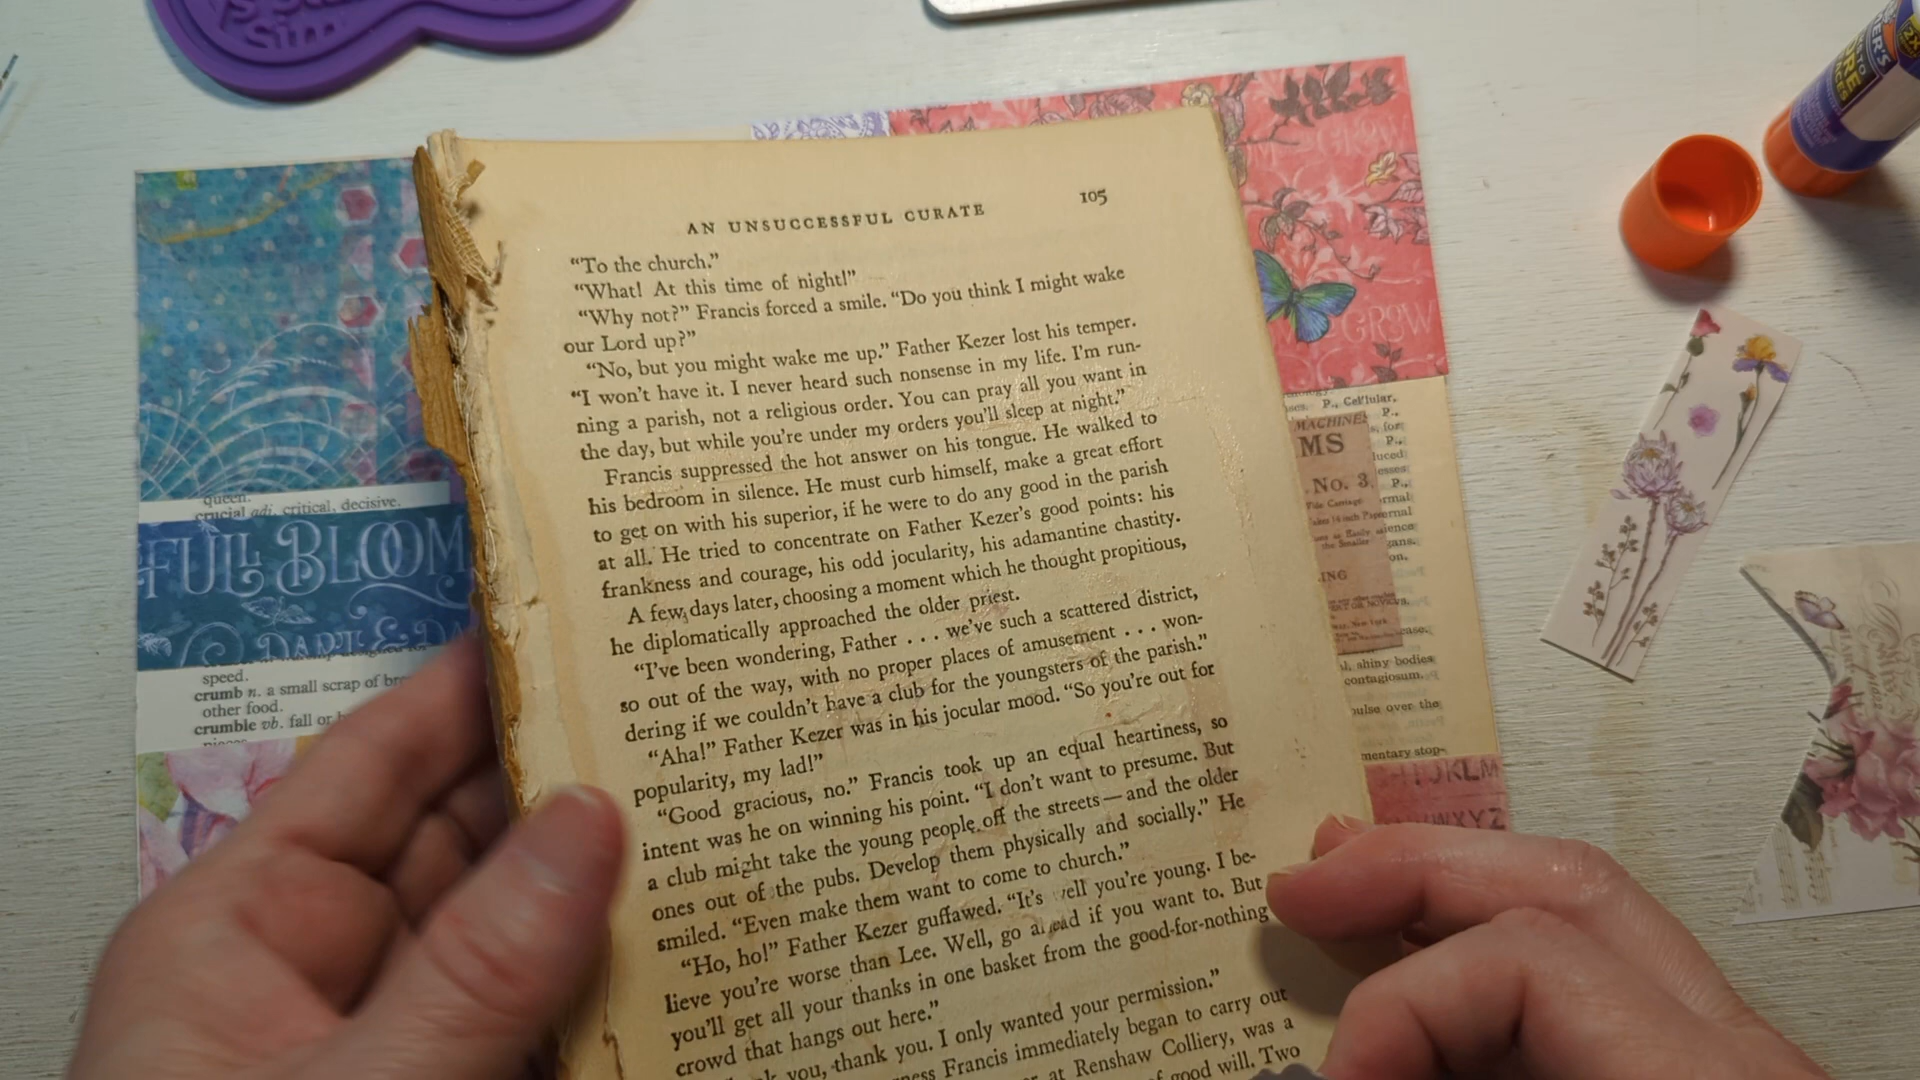 AN UNSUCCESSFUL CURATE 105
“To the church.”
“What! At this time of night!”
“Why not?” Francis forced a smile. “Do you think I might wake
our Lord up?”
“No, but you might wake me up.” Father Kezer lost his temper.
“I won’t have it. I never heard such nonsense in my life. I’m run-
ning a parish, not a religious order. You can pray all you want in
the day, but while you’re under my orders you’ll sleep at night.”
Francis suppressed the hot answer on his tongue. He walked to
his bedroom in silence. He must curb himself, make a great effort
to get on with his superior, if he were to do any good in the parish
at all. He tried to concentrate on Father Kezer’s good points: his
frankness and courage, his odd jocularity, his adamantine chastity.
A few days later, choosing a moment which he thought propitious,
he diplomatically approached the older priest.
“I’ve been wondering, Father . . . we’ve such a scattered district,
so out of the way, with no proper places of amusement . . . won-
dering if we couldn’t have a club for the youngsters of the parish.”
“Aha!” Father Kezer was in his jocular mood. “So you’re out for
popularity, my lad!”
“Good gracious, no.” Francis took up an equal heartiness, so
intent was he on winning his point. “I don’t want to presume. But
a club might take the young people off the streets—and the older
ones out of the pubs. Develop them physically and socially.” He
smiled. “Even make them want to come to church.”
“Ho, ho!” Father Kezer guffawed. “It’s well you’re young. I be-
lieve you’re worse than Lee. Well, go ahead if you want to. But
you’ll get all your thanks in one basket from the good-for-nothing
crowd that hangs out here.”
you, thank you. I only wanted your permission.”
Francis immediately began to carry out
at Renshaw Colliery, was a
of good will. Two
queen.
crucial adj. critical, decisive.
FULL BLOOM
speed.
crumb n. a small scrap of
other food.
crumble vb. fall or
GROW
P., Cellular,
MACHINES
MS
No. 3
shiny bodies
contagiosum.
pulse over the
mentary stop-
HIJKLM
WXYZ